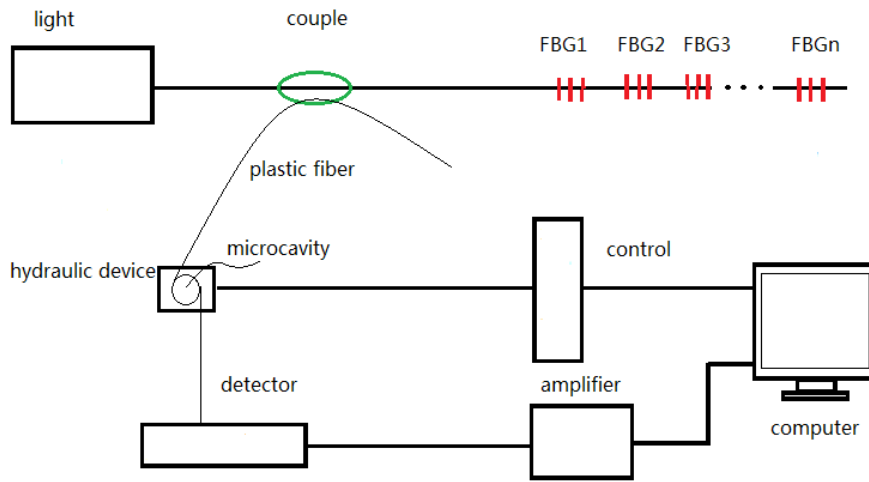 light
couple
FBG1
FBG2
FBG3
FBGn
plastic fiber
microcavity
hydraulic device
control
detector
amplifier
computer